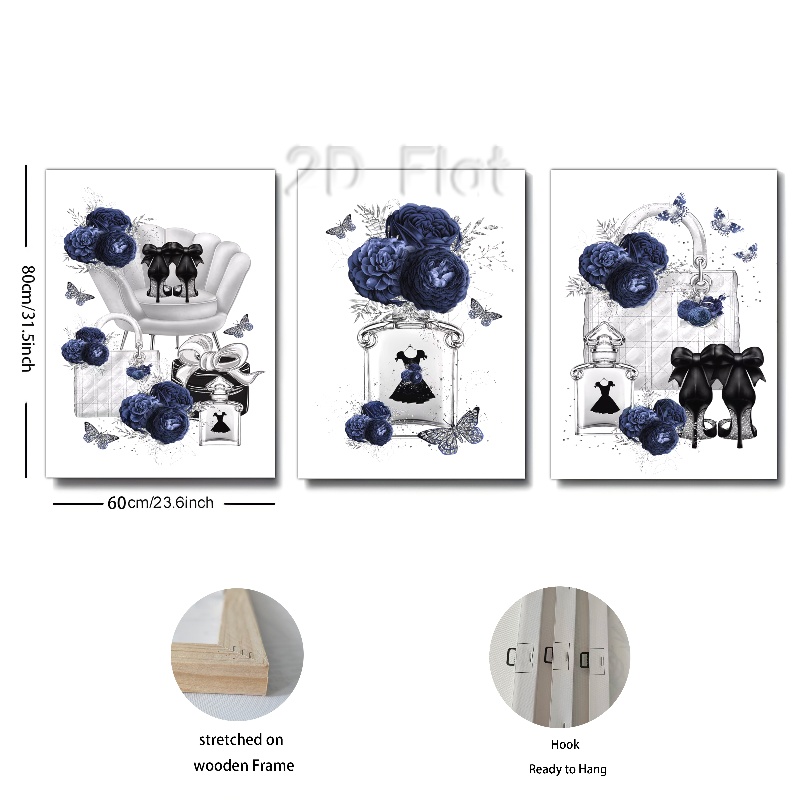 2D Flat
80cm/31.5inch
60cm/23.6inch
stretched on
wooden Frame
Hook
Ready to Hang